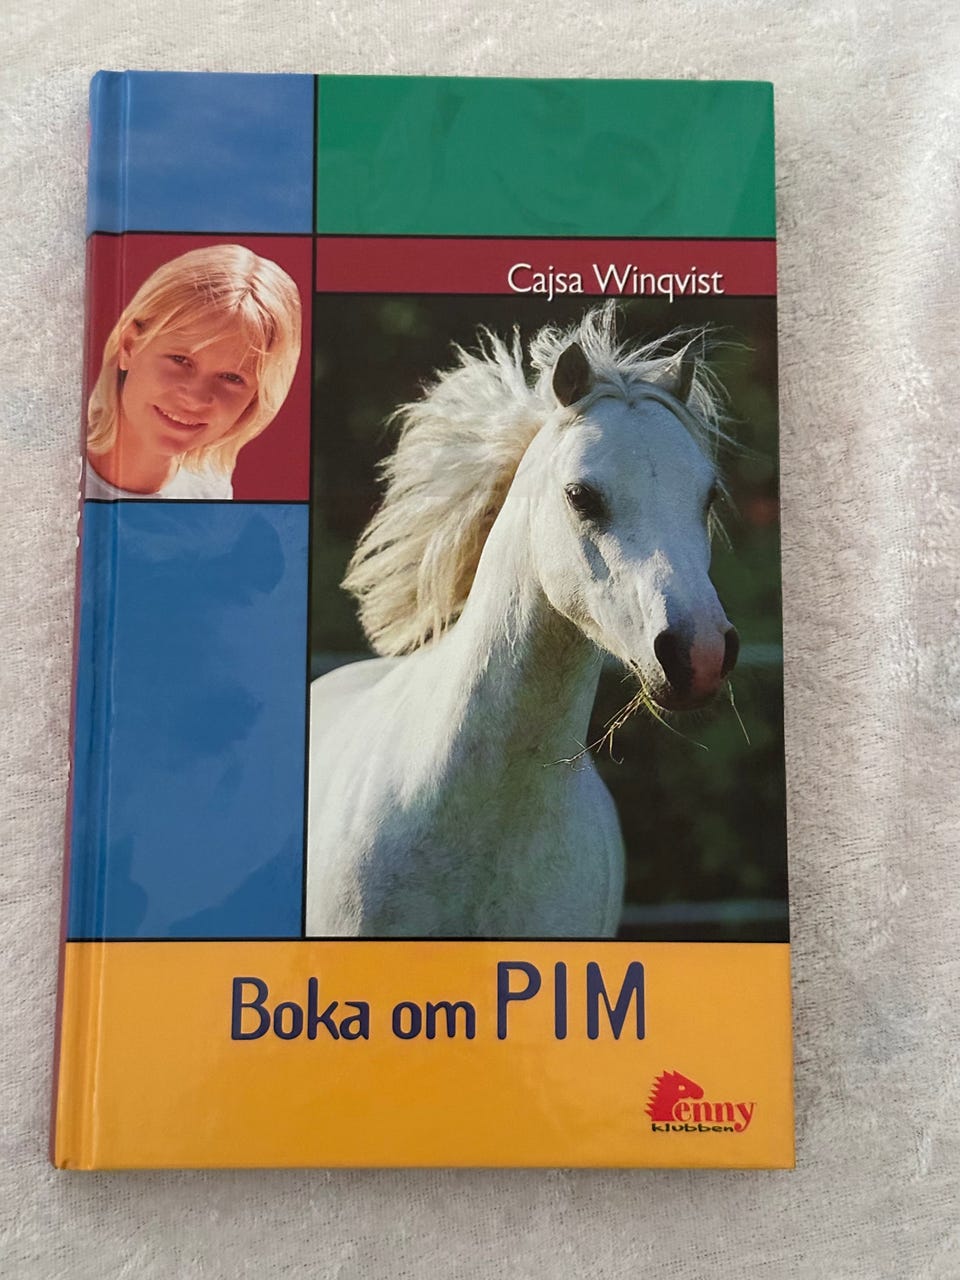 Cajsa Winqvist
Boka om PIM
Penny
klubben